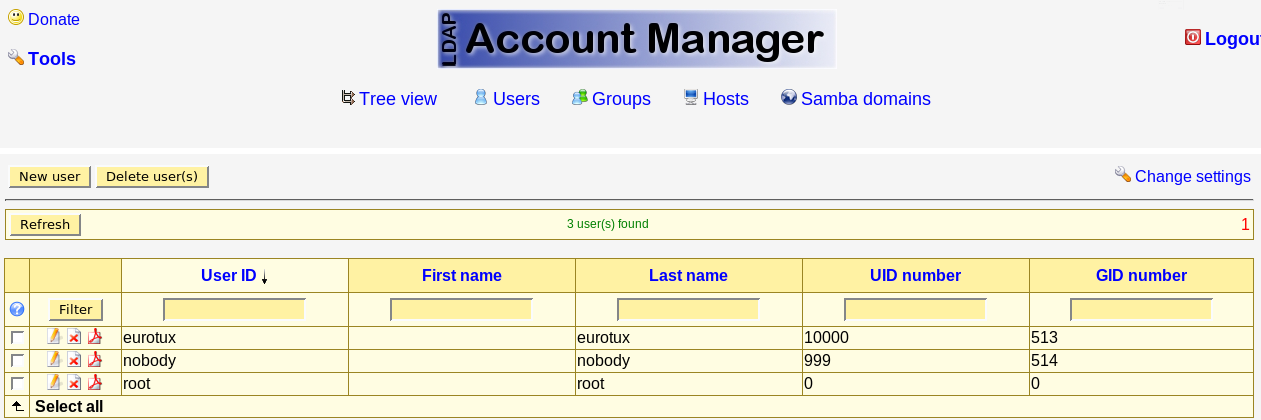 Donate
LDAP Account Manager
Tools
Tree view Users Groups Hosts Samba domains
New user Delete user(s) Change settings
Refresh 3 user(s) found 1
User ID First name Last name UID number GID number
Filter
eurotux eurotux 10000 513
nobody nobody 999 514
root root 0 0
Select all